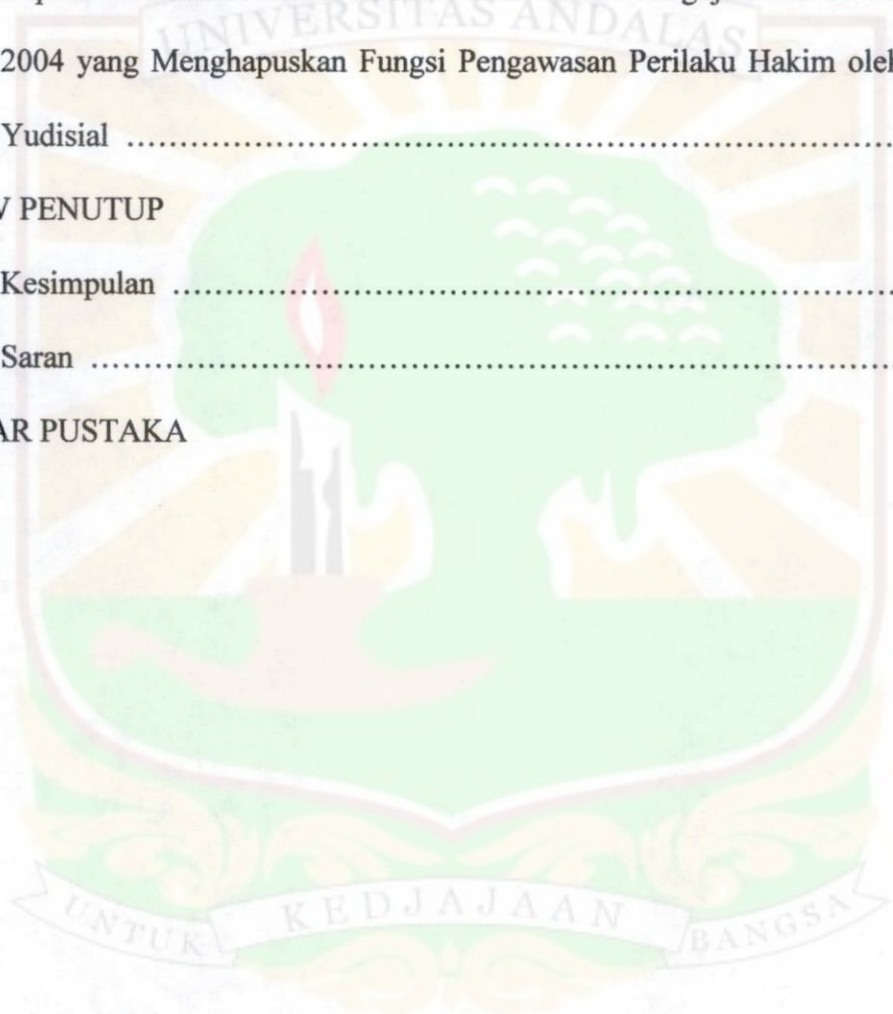 UNIVERSITAS ANDALAS
2004 yang Menghapuskan Fungsi Pengawasan Perilaku Hakim oleh
Yudisial ................................................................................
V PENUTUP
Kesimpulan ................................................................................
Saran ................................................................................
AR PUSTAKA
UNTUK KEDJAJAAN BANGSA